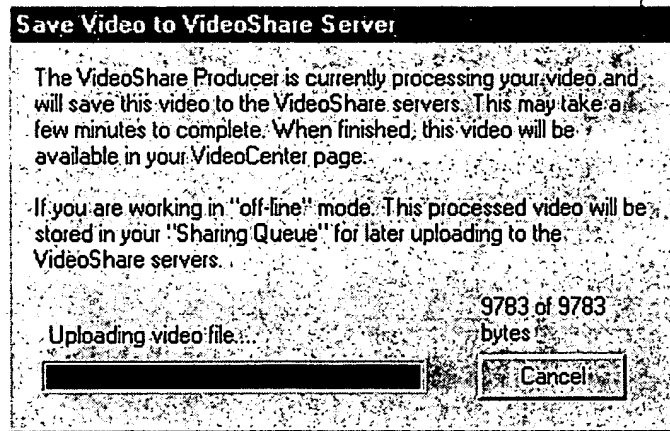 Save Video to VideoShare Server
The VideoShare Producer is currently processing your video and
will save this video to the VideoShare servers. This may take a
few minutes to complete. When finished, this video will be
available in your VideoCenter page.
If you are working in "off-line" mode. This processed video will be
stored in your "Sharing Queue" for later uploading to the
VideoShare servers.
9783 of 9783
Uploading video file... bytes
Cancel